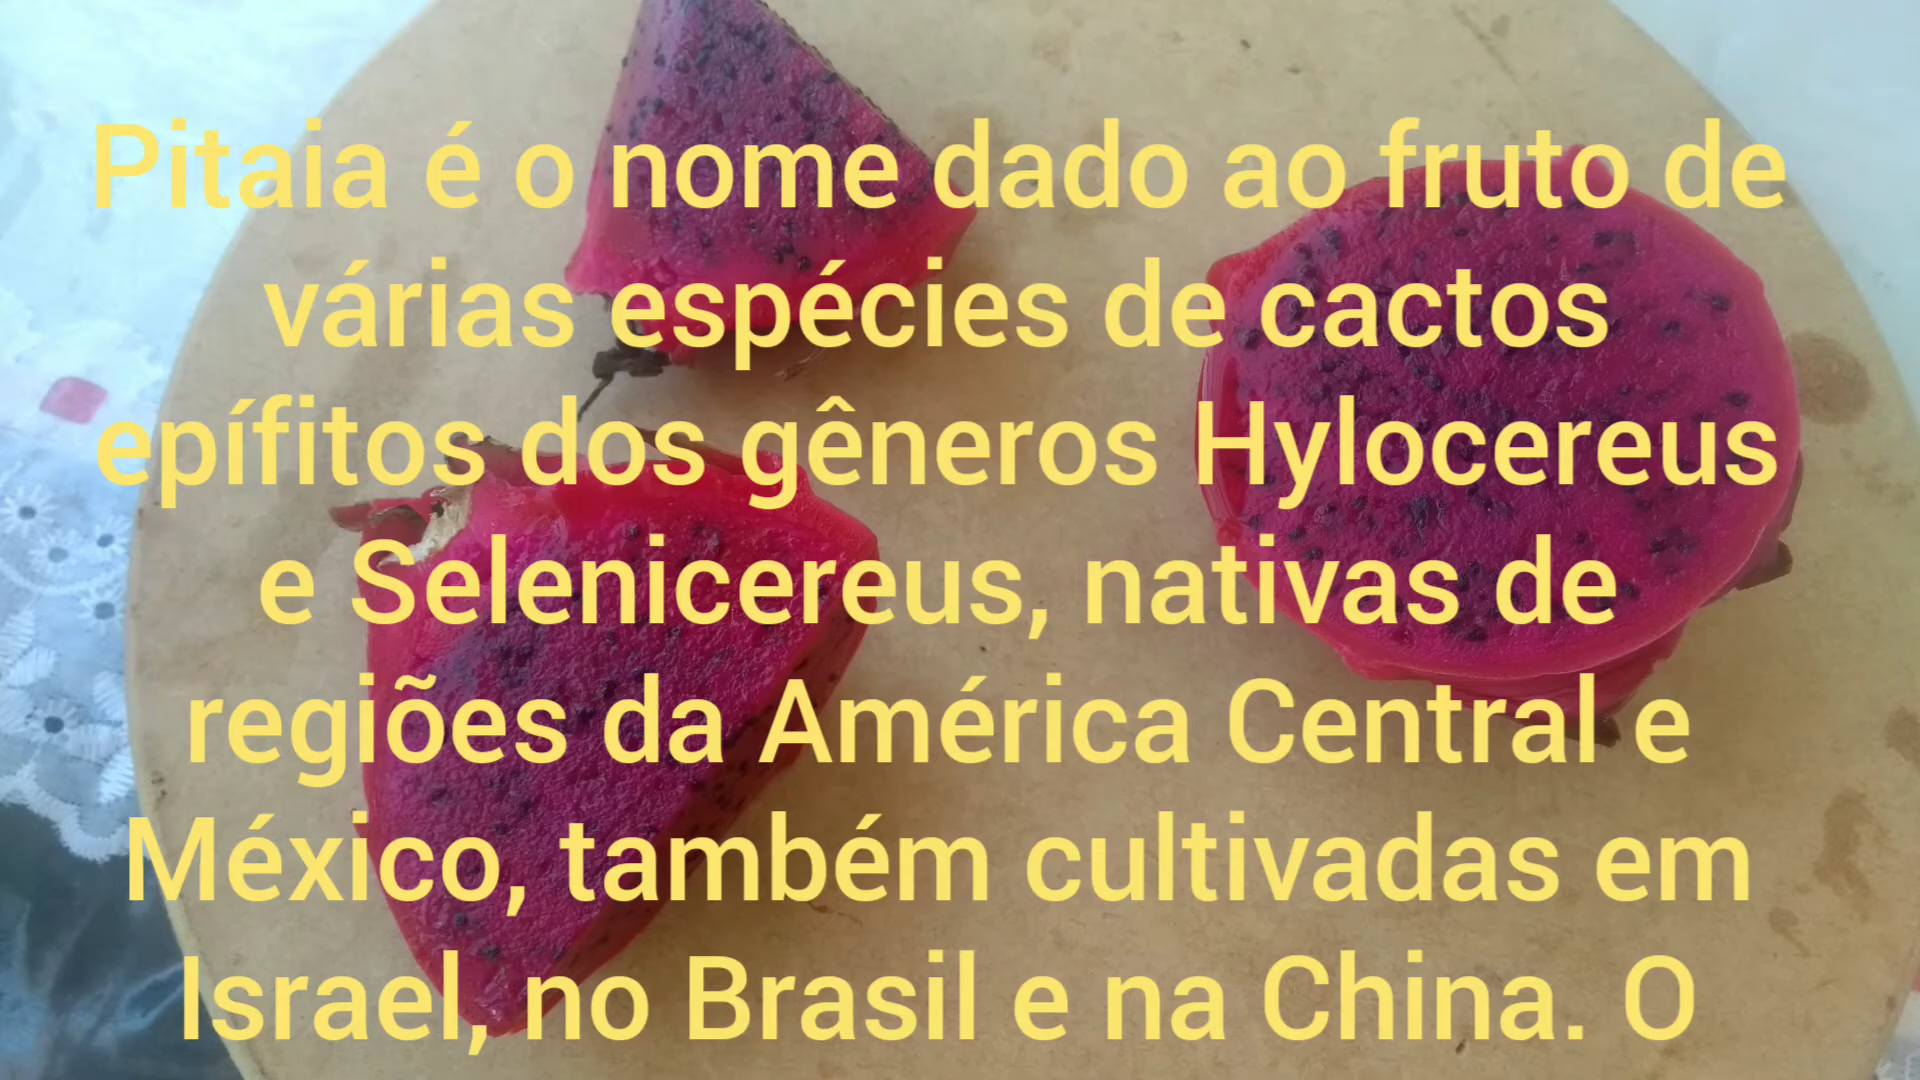 Pitaia é o nome dado ao fruto de
várias espécies de cactos
epífitos dos gêneros Hylocereus
e Selenicereus, nativas de
regiões da América Central e
México, também cultivadas em
Israel, no Brasil e na China. O